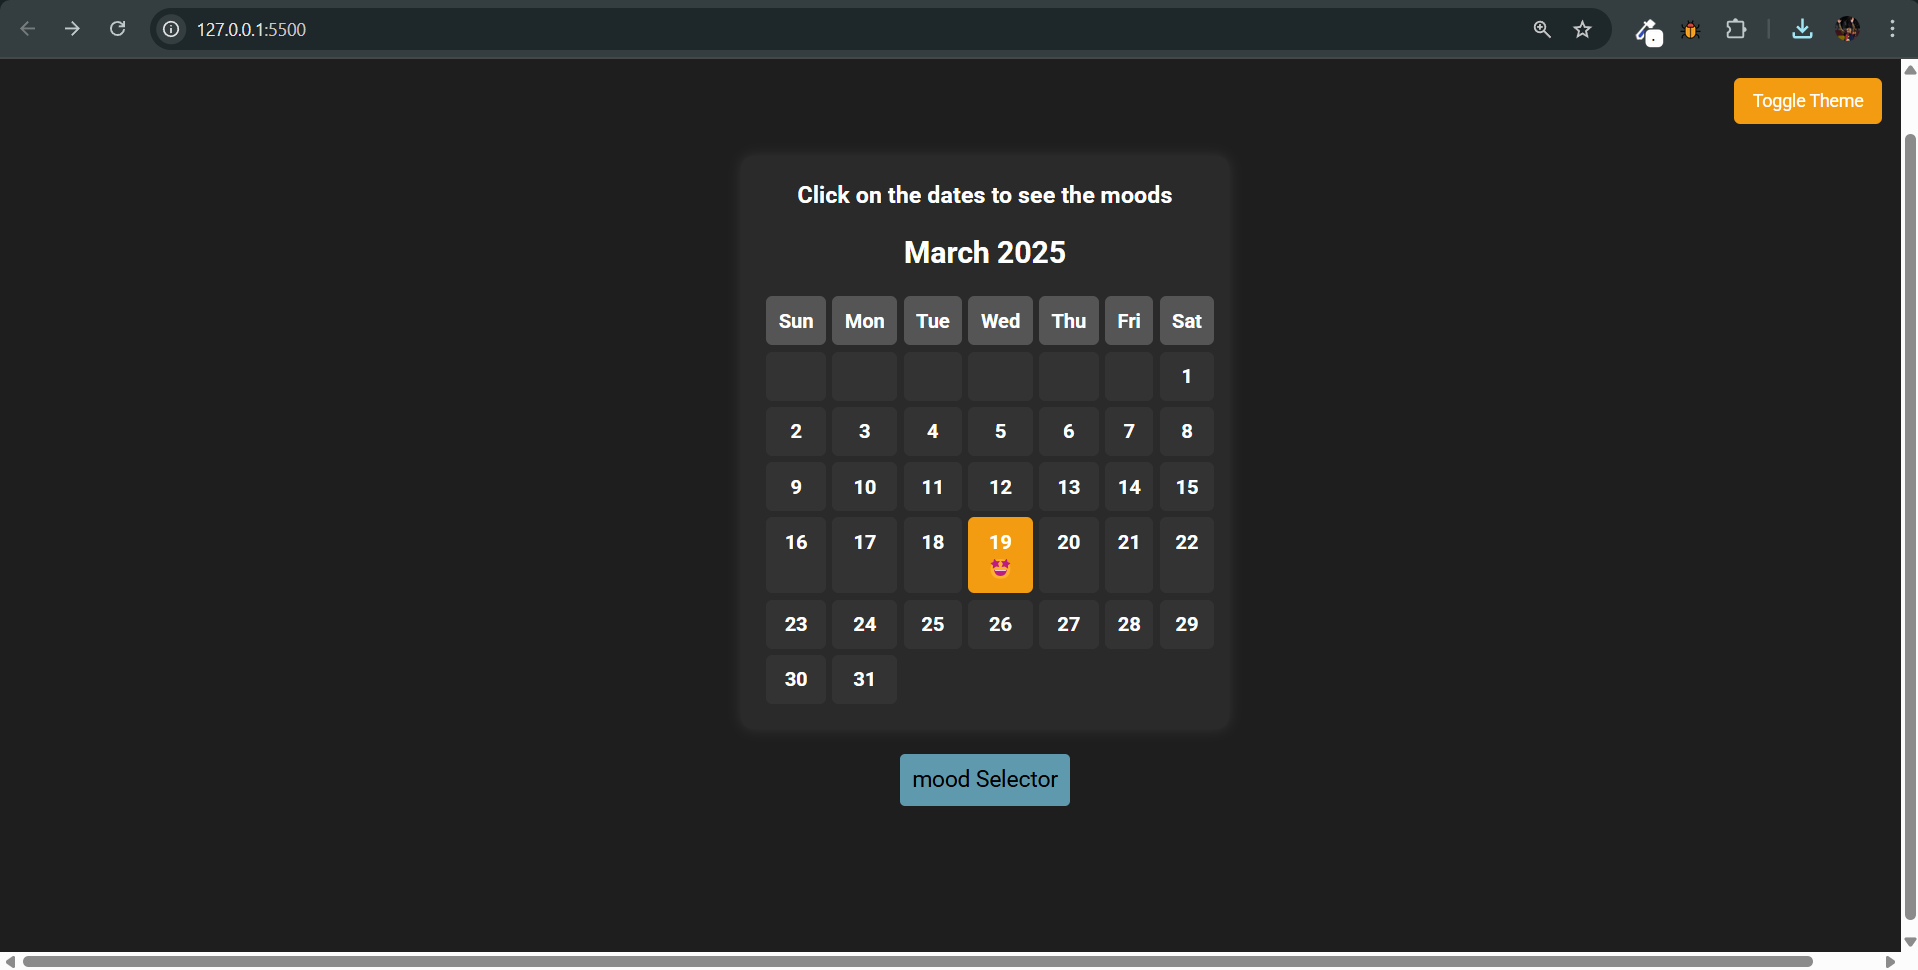 127.0.0.1:5500
Toggle Theme
Click on the dates to see the moods
March 2025
Sun Mon Tue Wed Thu Fri Sat
1
2 3 4 5 6 7 8
9 10 11 12 13 14 15
16 17 18 19 20 21 22
🤩
23 24 25 26 27 28 29
30 31
mood Selector